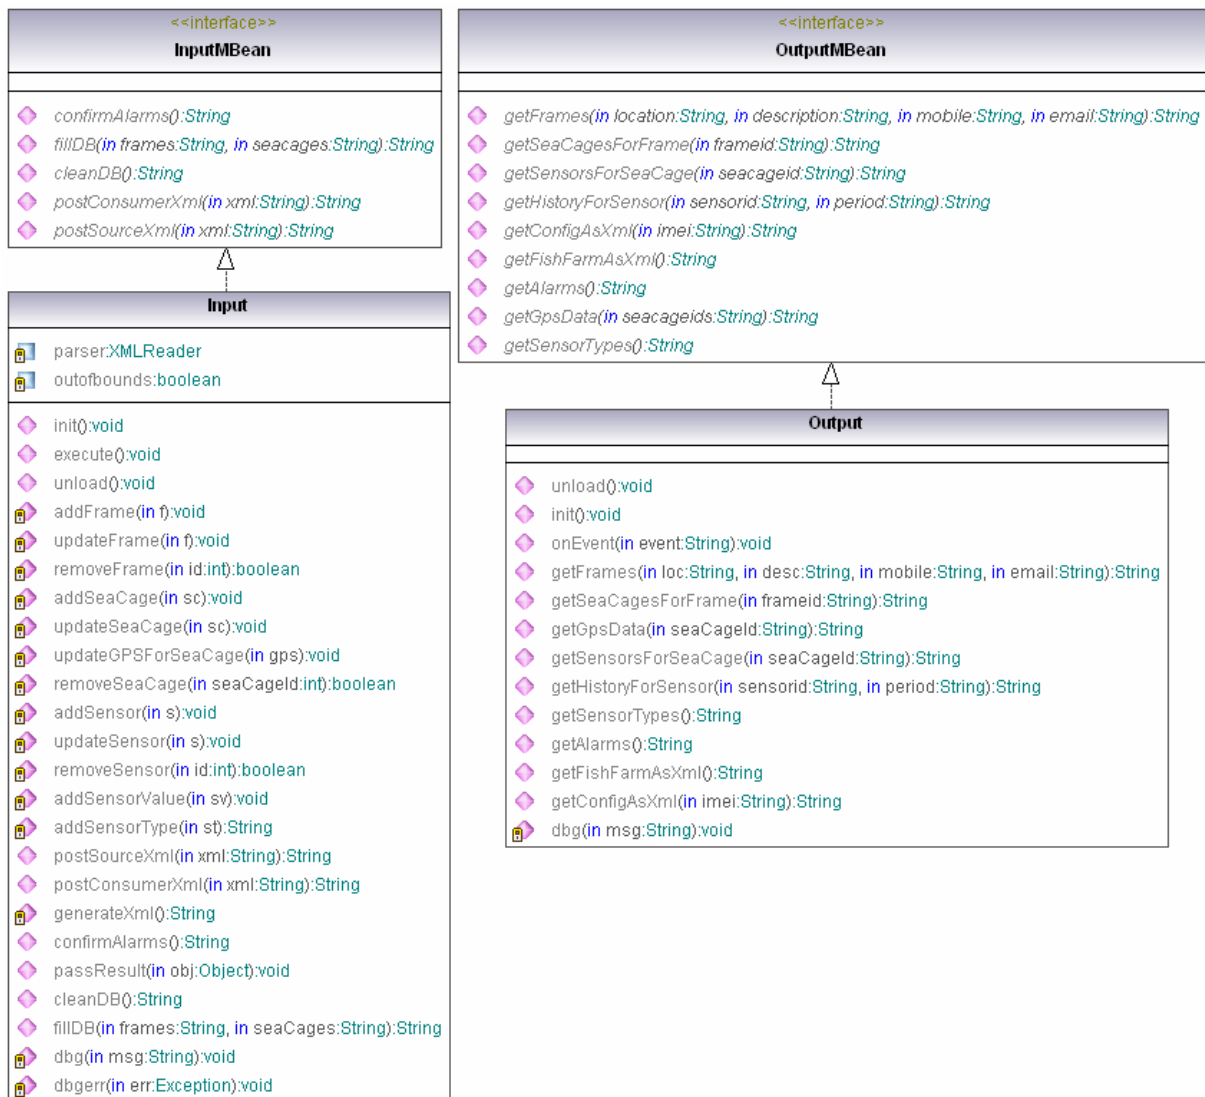 <<interface>>
InputMBean
confirmAlarms():String
fillDB(in frames:String, in seacages:String):String
cleanDB():String
postConsumerXml(in xml:String):String
postSourceXml(in xml:String):String
Input
parser:XMLReader
outofbounds:boolean
init():void
execute():void
unload():void
addFrame(in f):void
updateFrame(in f):void
removeFrame(in id:int):boolean
addSeaCage(in sc):void
updateSeaCage(in sc):void
updateGPSForSeaCage(in gps):void
removeSeaCage(in seaCageId:int):boolean
addSensor(in s):void
updateSensor(in s):void
removeSensor(in id:int):boolean
addSensorValue(in sv):void
addSensorType(in st):String
postSourceXml(in xml:String):String
postConsumerXml(in xml:String):String
generateXml():String
confirmAlarms():String
passResult(in obj:Object):void
cleanDB():String
fillDB(in frames:String, in seaCages:String):String
dbg(in msg:String):void
dbgerr(in err:Exception):void
<<interface>>
OutputMBean
getFrames(in location:String, in description:String, in mobile:String, in email:String):String
getSeaCagesForFrame(in frameid:String):String
getSensorsForSeaCage(in seacageid:String):String
getHistoryForSensor(in sensorid:String, in period:String):String
getConfigAsXml(in imei:String):String
getFishFarmAsXml():String
getAlarms():String
getGpsData(in seacageids:String):String
getSensorTypes():String
Output
unload():void
init():void
onEvent(in event:String):void
getFrames(in loc:String, in desc:String, in mobile:String, in email:String):String
getSeaCagesForFrame(in frameid:String):String
getGpsData(in seaCageId:String):String
getSensorsForSeaCage(in seaCageId:String):String
getHistoryForSensor(in sensorid:String, in period:String):String
getSensorTypes():String
getAlarms():String
getFishFarmAsXml():String
getConfigAsXml(in imei:String):String
dbg(in msg:String):void